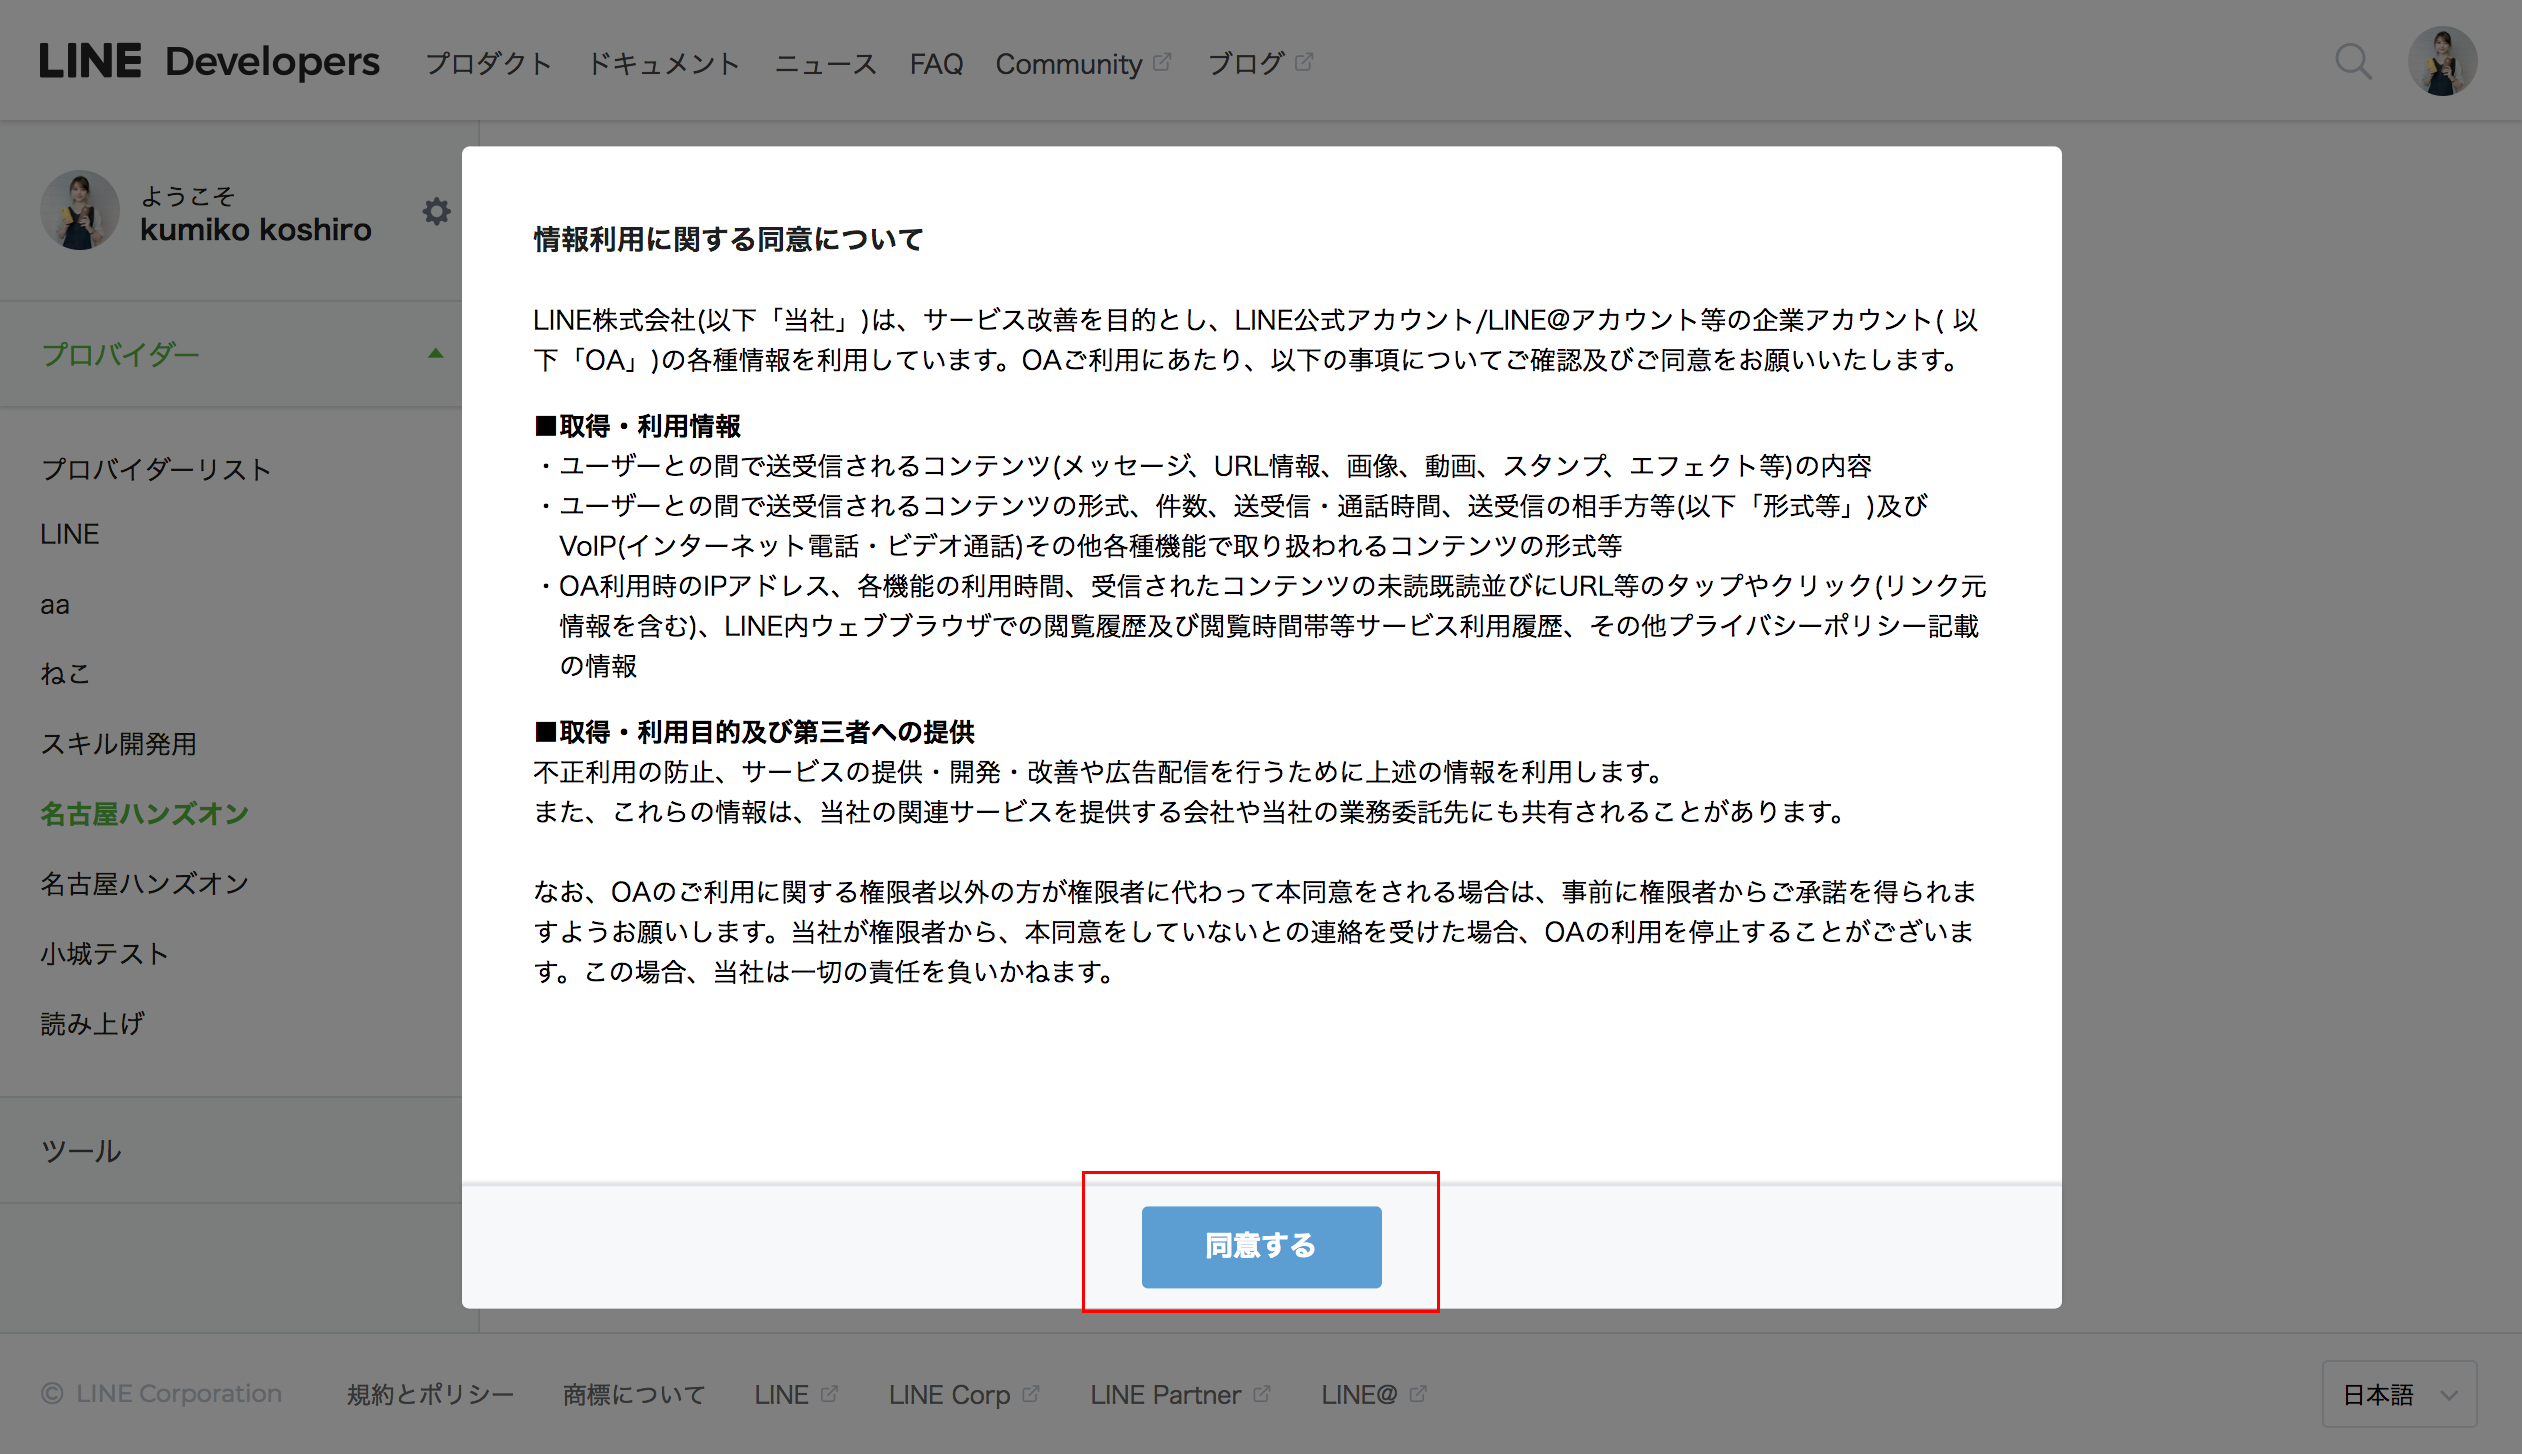 LINE Developers プロダクト ドキュメント ニュース FAQ Community ブログ
ようこそ
kumiko koshiro
プロバイダー
プロバイダーリスト
LINE
aa
ねこ
スキル開発用
名古屋ハンズオン
名古屋ハンズオン
小城テスト
読み上げ
ツール
情報利用に関する同意について
LINE株式会社(以下「当社」)は、サービス改善を目的とし、LINE公式アカウント/LINE@アカウント等の企業アカウント( 以
下「OA」)の各種情報を利用しています。OAご利用にあたり、以下の事項についてご確認及びご同意をお願いいたします。
■取得・利用情報
・ユーザーとの間で送受信されるコンテンツ(メッセージ、URL情報、画像、動画、スタンプ、エフェクト等)の内容
・ユーザーとの間で送受信されるコンテンツの形式、件数、送受信・通話時間、送受信の相手方等(以下「形式等」)及び
VoIP(インターネット電話・ビデオ通話)その他各種機能で取り扱われるコンテンツの形式等
・OA利用時のIPアドレス、各機能の利用時間、受信されたコンテンツの未読既読並びにURL等のタップやクリック(リンク元
情報を含む)、LINE内ウェブブラウザでの閲覧履歴及び閲覧時間帯等サービス利用履歴、その他プライバシーポリシー記載
の情報
■取得・利用目的及び第三者への提供
不正利用の防止、サービスの提供・開発・改善や広告配信を行うために上述の情報を利用します。
また、これらの情報は、当社の関連サービスを提供する会社や当社の業務委託先にも共有されることがあります。
なお、OAのご利用に関する権限者以外の方が権限者に代わって本同意をされる場合は、事前に権限者からご承諾を得られま
すようお願いします。当社が権限者から、本同意をしていないとの連絡を受けた場合、OAの利用を停止することがございま
す。この場合、当社は一切の責任を負いかねます。
同意する
© LINE Corporation 規約とポリシー 商標について LINE LINE Corp LINE Partner LINE@ 日本語